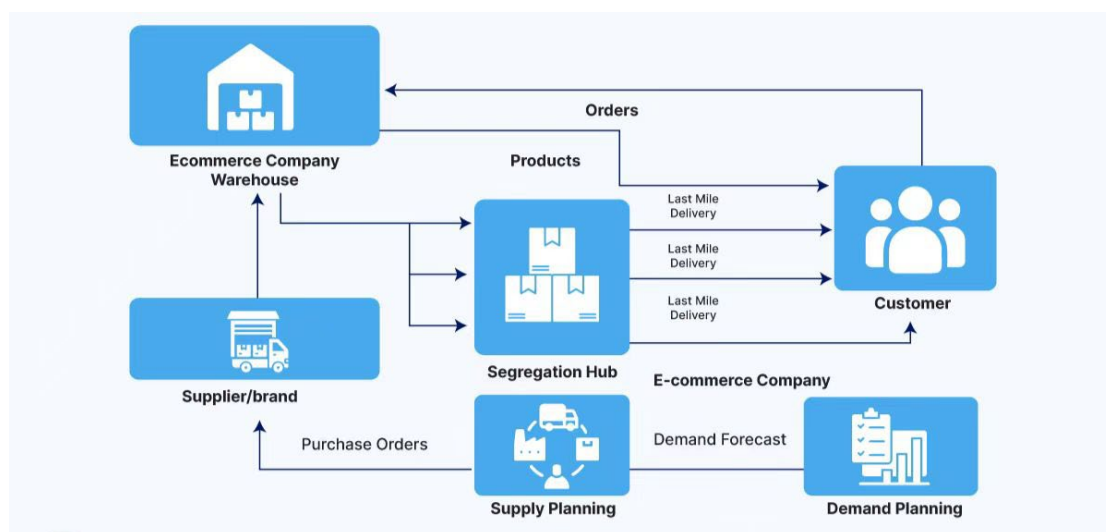 Orders
Ecommerce Company
Warehouse
Products
Last Mile
Delivery
Last Mile
Delivery
Last Mile
Delivery
Customer
Segregation Hub
E-commerce Company
Supplier/brand
Purchase Orders
Demand Forecast
Supply Planning
Demand Planning